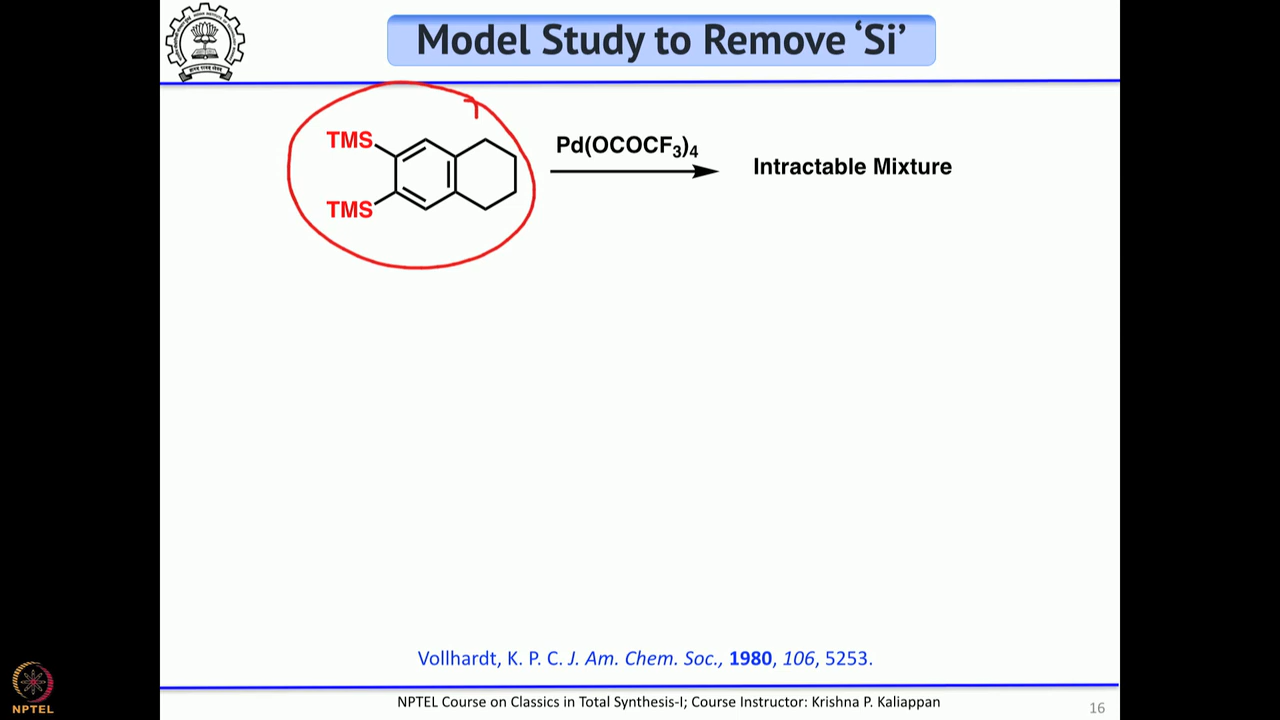 Model Study to Remove ‘Si’
TMS
TMS
Pd(OCOCF₃)₄
Intractable Mixture
Vollhardt, K. P. C. J. Am. Chem. Soc., 1980, 106, 5253.
NPTEL Course on Classics in Total Synthesis-I; Course Instructor: Krishna P. Kaliappan
16
NPTEL